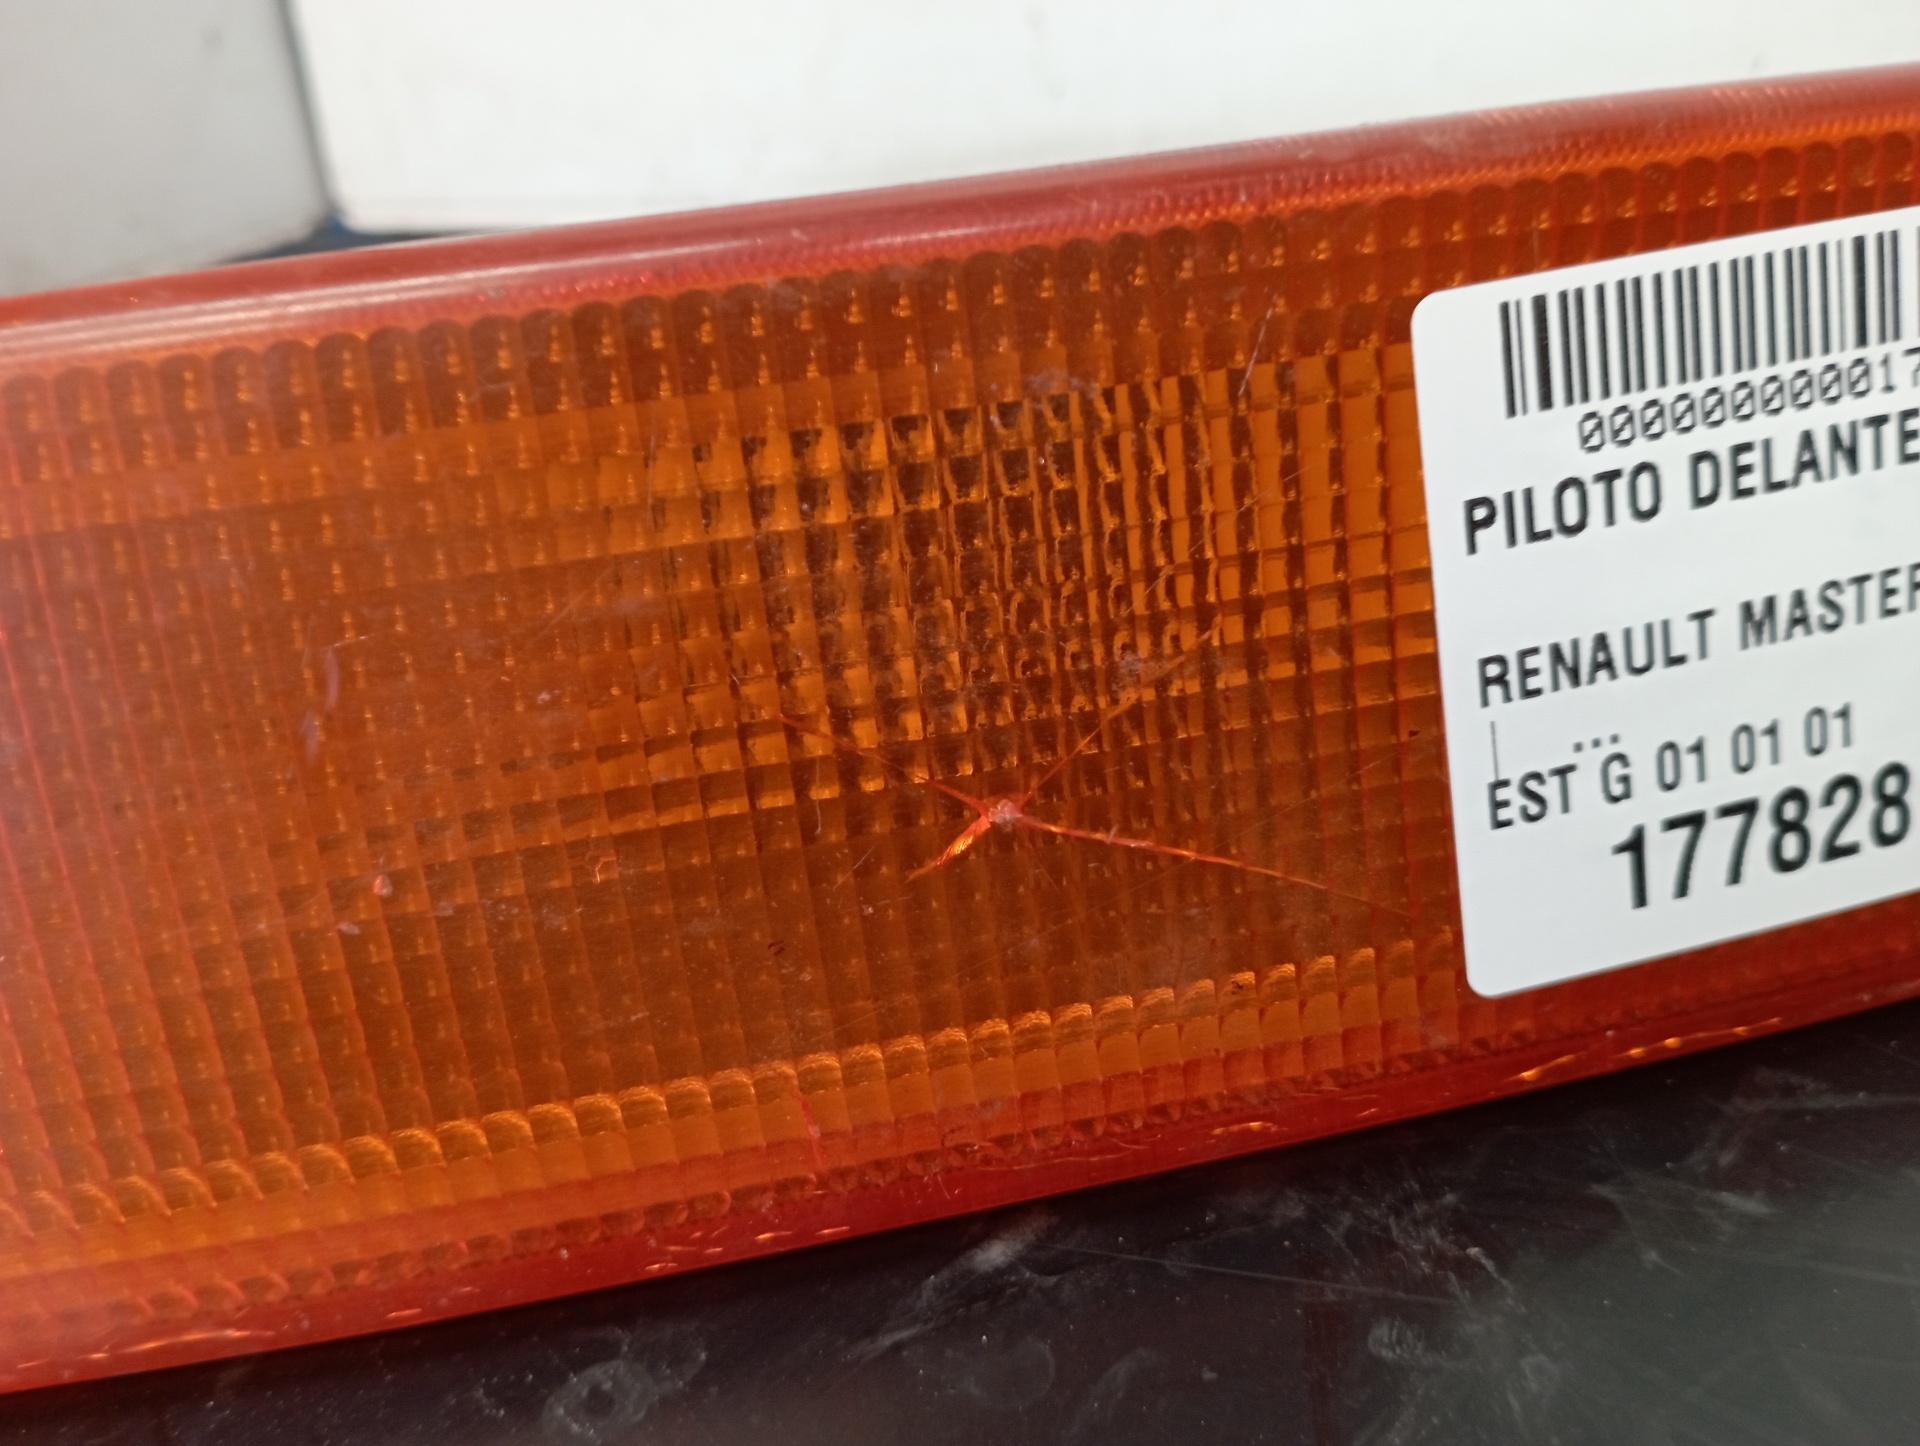 00000000017
PILOTO DELANTE
RENAULT MASTER
...
EST G 01 01 01
177828